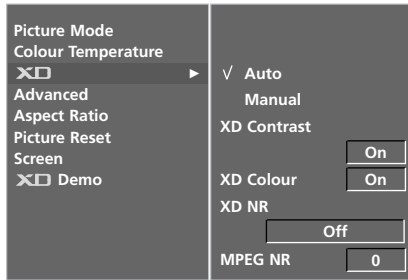 Picture Mode
Colour Temperature
XD ►
Advanced
Aspect Ratio
Picture Reset
Screen
XD Demo
√ Auto
Manual
XD Contrast
On
XD Colour On
XD NR
Off
MPEG NR 0